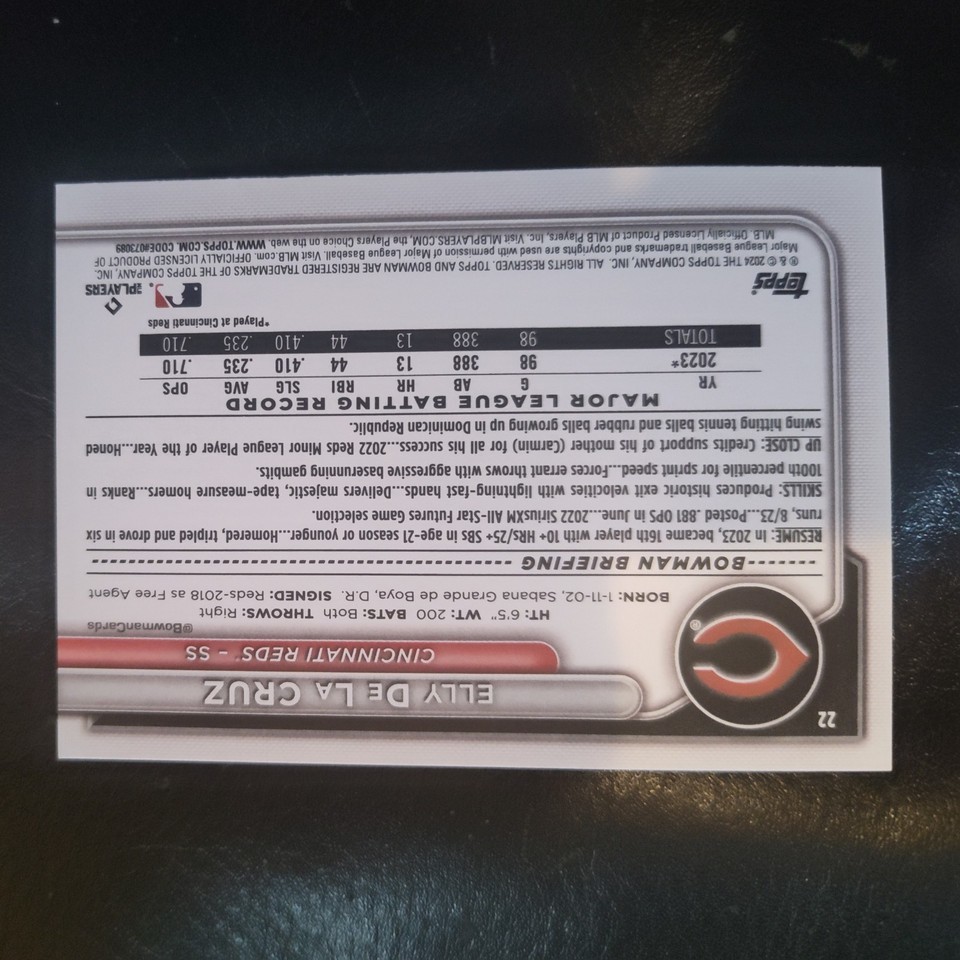 22
ELLY DE LA CRUZ
CINCINNATI REDS® – SS
@BowmanCards
HT: 6'5" WT: 200 BATS: Both THROWS: Right
BORN: 1-11-02, Sabana Grande de Boya, D.R. SIGNED: Reds-2018 as Free Agent
BOWMAN BRIEFING
RESUME: In 2023, became 16th player with 10+ HRs/25+ SBs in age-21 season or younger...Homered, tripled and drove in six
runs, 8/23...Posted .881 OPS in June...2022 SiriusXM All-Star Futures Game selection.
SKILLS: Produces historic exit velocities with lightning-fast hands...Delivers majestic, tape-measure homers...Ranks in
100th percentile for sprint speed...Forces errant throws with aggressive baserunning gambits.
UP CLOSE: Credits support of his mother (Carmin) for all his success...2022 Reds Minor League Player of the Year...Honed
swing hitting tennis balls and rubber balls growing up in Dominican Republic.
MAJOR LEAGUE BATTING RECORD
YR G AB HR RBI SLG AVG OPS
2023* 98 388 13 44 .410 .235 .710
TOTALS 98 388 13 44 .410 .235 .710
*Played at Cincinnati Reds
topps® MLB PLAYERS
® & © 2024 THE TOPPS COMPANY, INC. ALL RIGHTS RESERVED. TOPPS AND BOWMAN ARE REGISTERED TRADEMARKS OF THE TOPPS COMPANY, INC.
Major League Baseball trademarks and copyrights are used with permission of Major League Baseball. Visit MLB.com. OFFICIALLY LICENSED PRODUCT OF
MLB. Officially Licensed Product of MLB Players, Inc. Visit MLBPLAYERS.COM, the Players Choice on the web. WWW.TOPPS.COM. CODE#073089